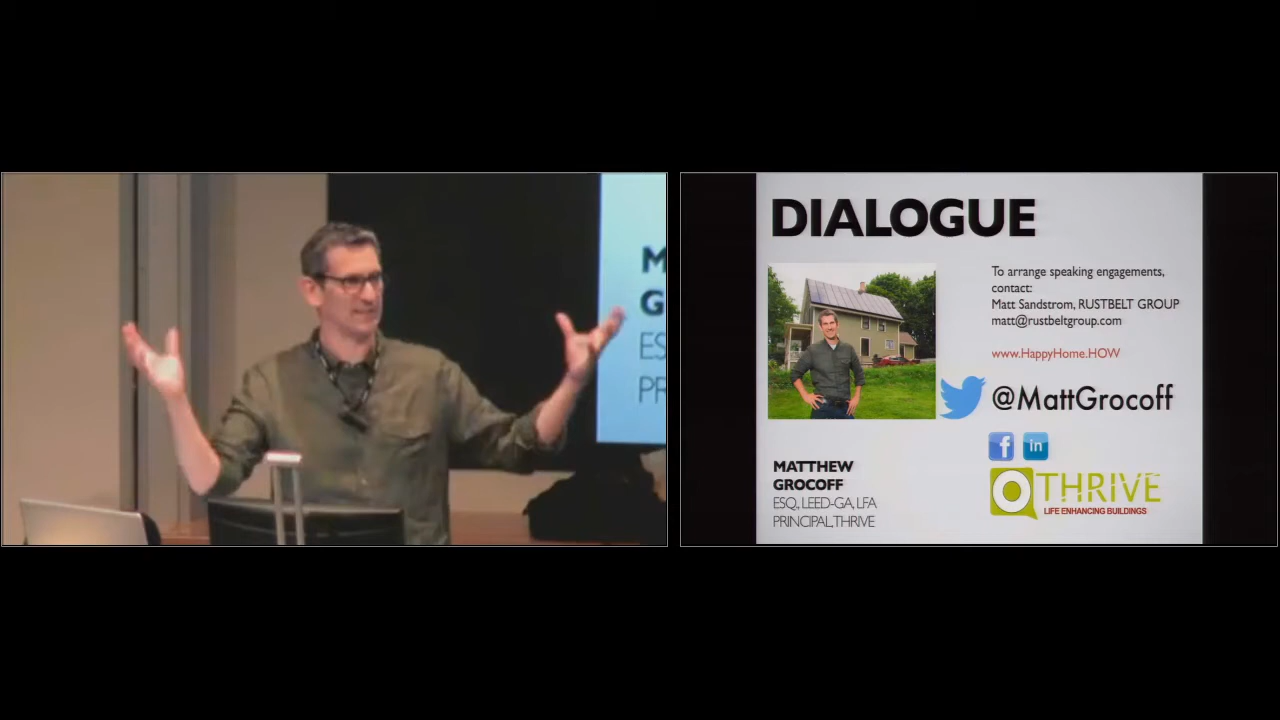 M
G
ES
PR
DIALOGUE
To arrange speaking engagements,
contact:
Matt Sandstrom, RUSTBELT GROUP
matt@rustbeltgroup.com
www.HappyHome.HOW
@MattGrocoff
f
in
MATTHEW
GROCOFF
ESQ, LEED-GA, LFA
PRINCIPAL,THRIVE
THRIVE
LIFE ENHANCING BUILDINGS